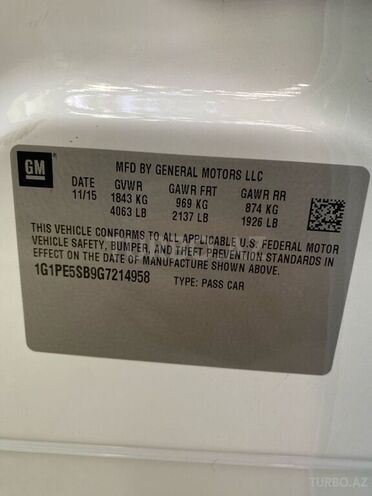 GM
MFD BY GENERAL MOTORS LLC
DATE GVWR GAWR FRT GAWR RR
11/15 1843 KG 969 KG 874 KG
4063 LB 2137 LB 1926 LB
THIS VEHICLE CONFORMS TO ALL APPLICABLE U.S. FEDERAL MOTOR
VEHICLE SAFETY, BUMPER, AND THEFT PREVENTION STANDARDS IN
EFFECT ON THE DATE OF MANUFACTURE SHOWN ABOVE.
1G1PE5SB9G7214958 TYPE: PASS CAR
TURBO.AZ